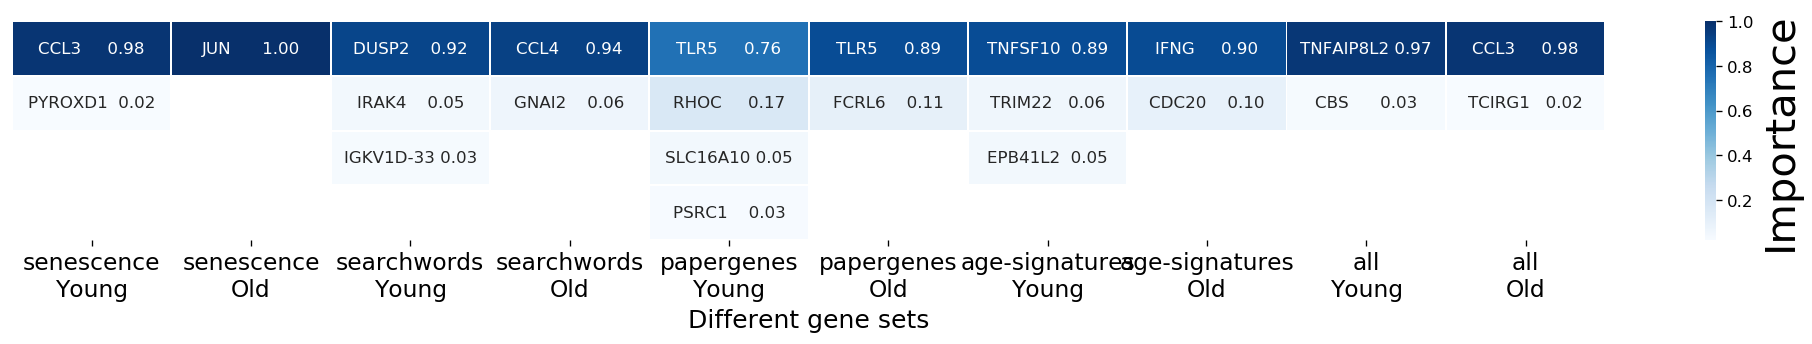 CCL3 0.98 JUN 1.00 DUSP2 0.92 CCL4 0.94 TLR5 0.76 TLR5 0.89 TNFSF10 0.89 IFNG 0.90 TNFAIP8L2 0.97 CCL3 0.98
PYROXD1 0.02 IRAK4 0.05 GNAI2 0.06 RHOC 0.17 FCRL6 0.11 TRIM22 0.06 CDC20 0.10 CBS 0.03 TCIRG1 0.02
IGKV1D-33 0.03 SLC16A10 0.05 EPB41L2 0.05
PSRC1 0.03
senescence senescence searchwords searchwords papergenes papergenes age-signatures age-signatures all all
Young Old Young Old Young Old Young Old Young Old
Different gene sets
1.0
0.8
0.6
0.4
0.2
Importance